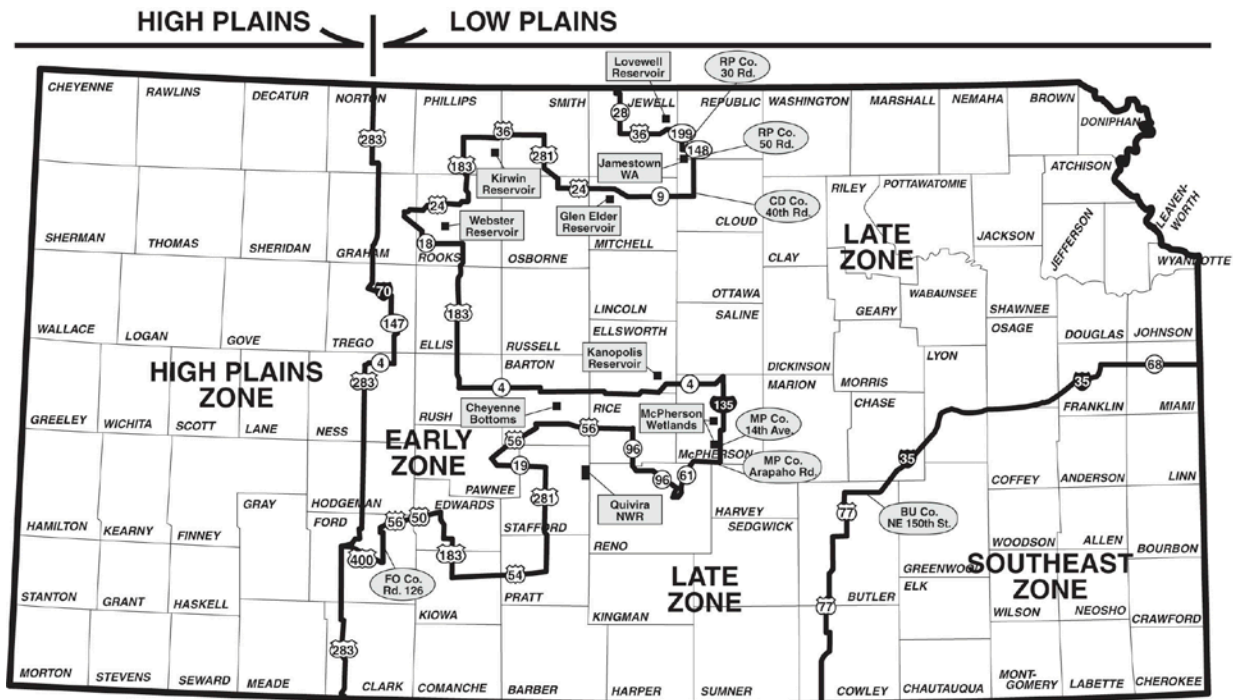 HIGH PLAINS
LOW PLAINS
Lovewell
Reservoir
RP Co.
30 Rd.
CHEYENNE
RAWLINS
DECATUR
NORTON
PHILLIPS
SMITH
JEWELL
REPUBLIC
WASHINGTON
MARSHALL
NEMAHA
BROWN
DONIPHAN
28
36
199
283
36
281
183
148
RP Co.
50 Rd.
Jamestown
WA
Kirwin
Reservoir
ATCHISON
24
24
9
RILEY
POTTAWATOMIE
Webster
Reservoir
Glen Elder
Reservoir
CD Co.
40th Rd.
CLOUD
LEAVEN-
WORTH
JEFFERSON
JACKSON
SHERMAN
THOMAS
SHERIDAN
GRAHAM
18
ROOKS
OSBORNE
MITCHELL
CLAY
LATE
ZONE
WYANDOTTE
70
147
183
LINCOLN
OTTAWA
WABAUNSEE
GEARY
SHAWNEE
WALLACE
LOGAN
GOVE
TREGO
ELLIS
RUSSELL
ELLSWORTH
SALINE
OSAGE
DOUGLAS
JOHNSON
BARTON
4
283
Kanopolis
Reservoir
DICKINSON
LYON
68
HIGH PLAINS
ZONE
4
4
MARION
MORRIS
35
GREELEY
WICHITA
SCOTT
LANE
NESS
RUSH
Cheyenne
Bottoms
RICE
McPherson
Wetlands
135
CHASE
FRANKLIN
MIAMI
MP Co.
14th Ave.
EARLY
ZONE
56
56
96
McPHERSON
35
19
96
61
MP Co.
Arapaho Rd.
COFFEY
ANDERSON
LINN
PAWNEE
GRAY
HODGEMAN
FORD
EDWARDS
281
STAFFORD
Quivira
NWR
HARVEY
SEDGWICK
77
BU Co.
NE 150th St.
HAMILTON
KEARNY
FINNEY
56
50
RENO
WOODSON
ALLEN
BOURBON
400
183
54
FO Co.
Rd. 126
LATE
ZONE
GREENWOOD
ELK
SOUTHEAST
ZONE
STANTON
GRANT
HASKELL
KIOWA
PRATT
KINGMAN
77
BUTLER
WILSON
NEOSHO
CRAWFORD
283
MORTON
STEVENS
SEWARD
MEADE
CLARK
COMANCHE
BARBER
HARPER
SUMNER
COWLEY
CHAUTAUQUA
MONT-
GOMERY
LABETTE
CHEROKEE